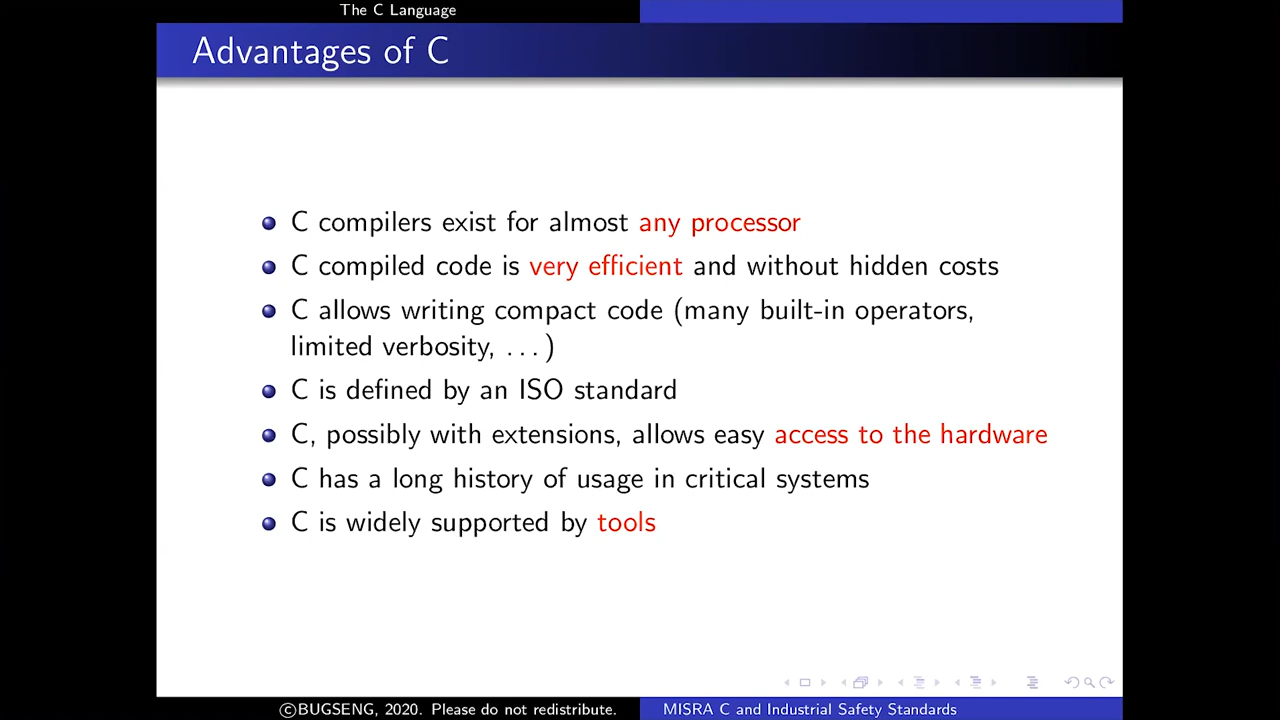 The C Language
Advantages of C
C compilers exist for almost any processor
C compiled code is very efficient and without hidden costs
C allows writing compact code (many built-in operators,
limited verbosity, ...)
C is defined by an ISO standard
C, possibly with extensions, allows easy access to the hardware
C has a long history of usage in critical systems
C is widely supported by tools
©BUGSENG, 2020. Please do not redistribute.
MISRA C and Industrial Safety Standards